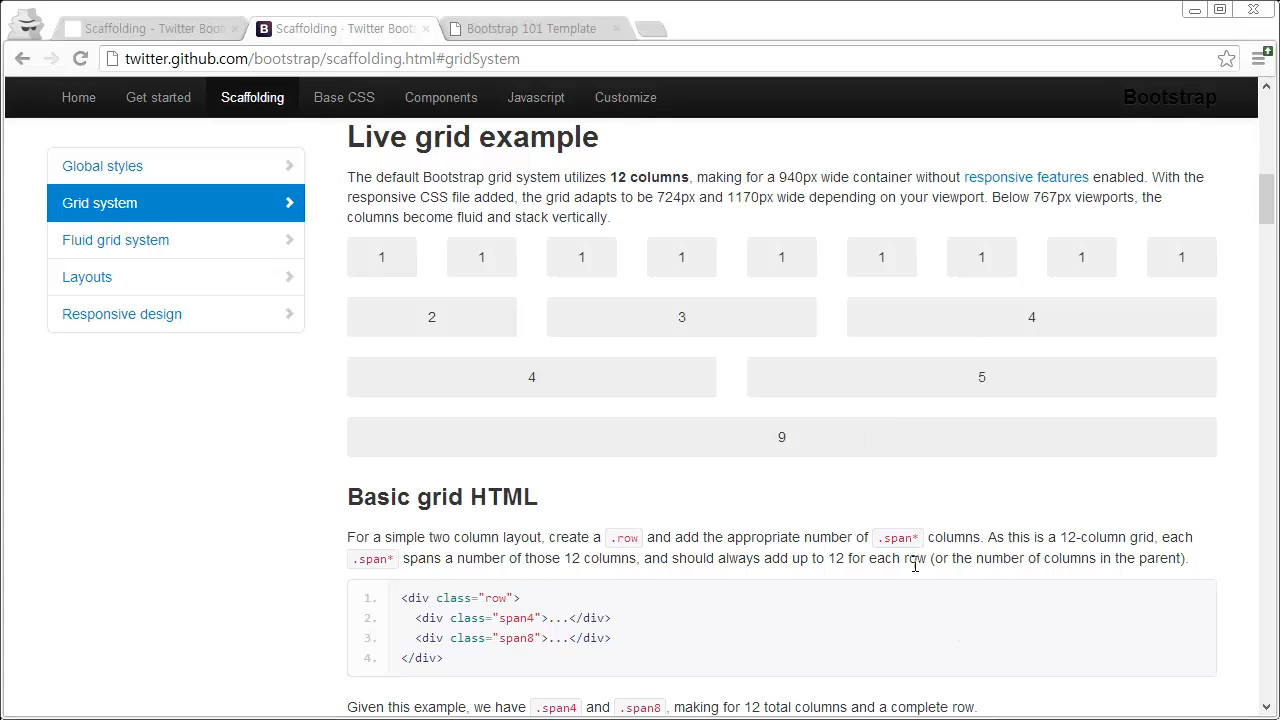 Scaffolding - Twitter Boots
Scaffolding - Twitter Boots
Bootstrap 101 Template
twitter.github.com/bootstrap/scaffolding.html#gridSystem
Home Get started Scaffolding Base CSS Components Javascript Customize Bootstrap
Global styles
Grid system
Fluid grid system
Layouts
Responsive design
Live grid example
The default Bootstrap grid system utilizes 12 columns, making for a 940px wide container without responsive features enabled. With the
responsive CSS file added, the grid adapts to be 724px and 1170px wide depending on your viewport. Below 767px viewports, the
columns become fluid and stack vertically.
1 1 1 1 1 1 1 1 1
2 3 4
4 5
9
Basic grid HTML
For a simple two column layout, create a .row and add the appropriate number of .span* columns. As this is a 12-column grid, each
.span* spans a number of those 12 columns, and should always add up to 12 for each row (or the number of columns in the parent).
1. <div class="row">
2. <div class="span4">...</div>
3. <div class="span8">...</div>
4. </div>
Given this example, we have .span4 and .span8, making for 12 total columns and a complete row.